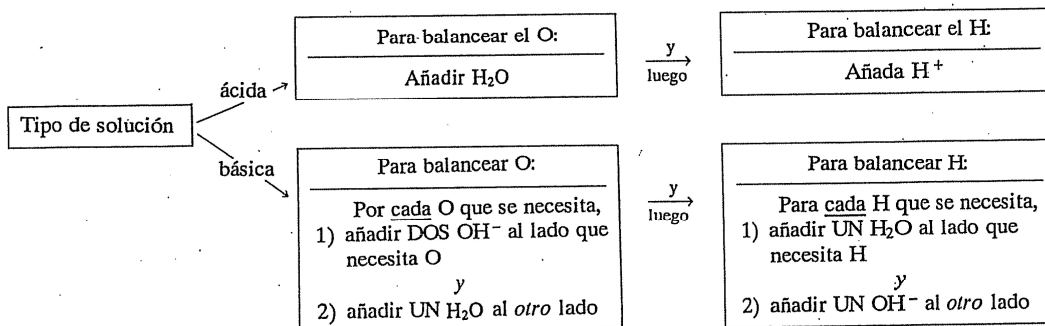 Tipo de solución
ácida
básica
Para balancear el O:
Añadir H₂O
y
luego
Para balancear el H:
Añada H⁺
Para balancear O:
Por cada O que se necesita,
1) añadir DOS OH⁻ al lado que
necesita O
y
2) añadir UN H₂O al otro lado
y
luego
Para balancear H:
Para cada H que se necesita,
1) añadir UN H₂O al lado que
necesita H
y
2) añadir UN OH⁻ al otro lado